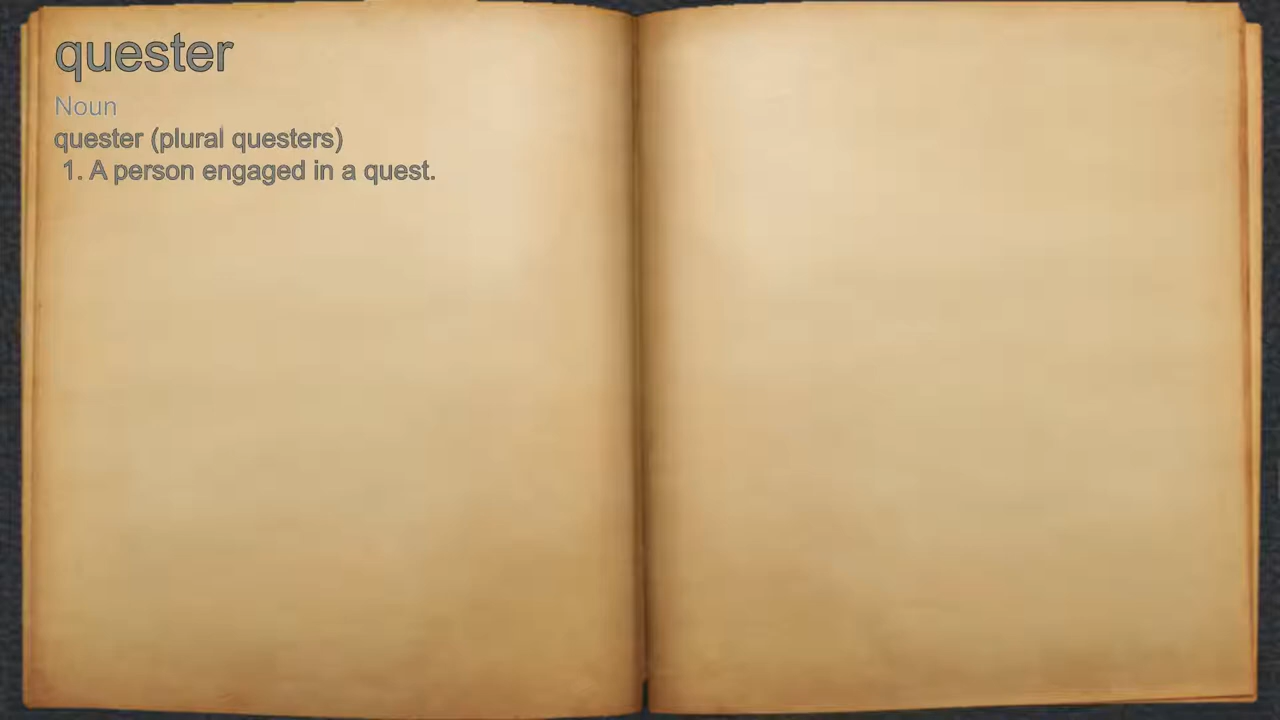 quester
Noun
quester (plural questers)
1. A person engaged in a quest.